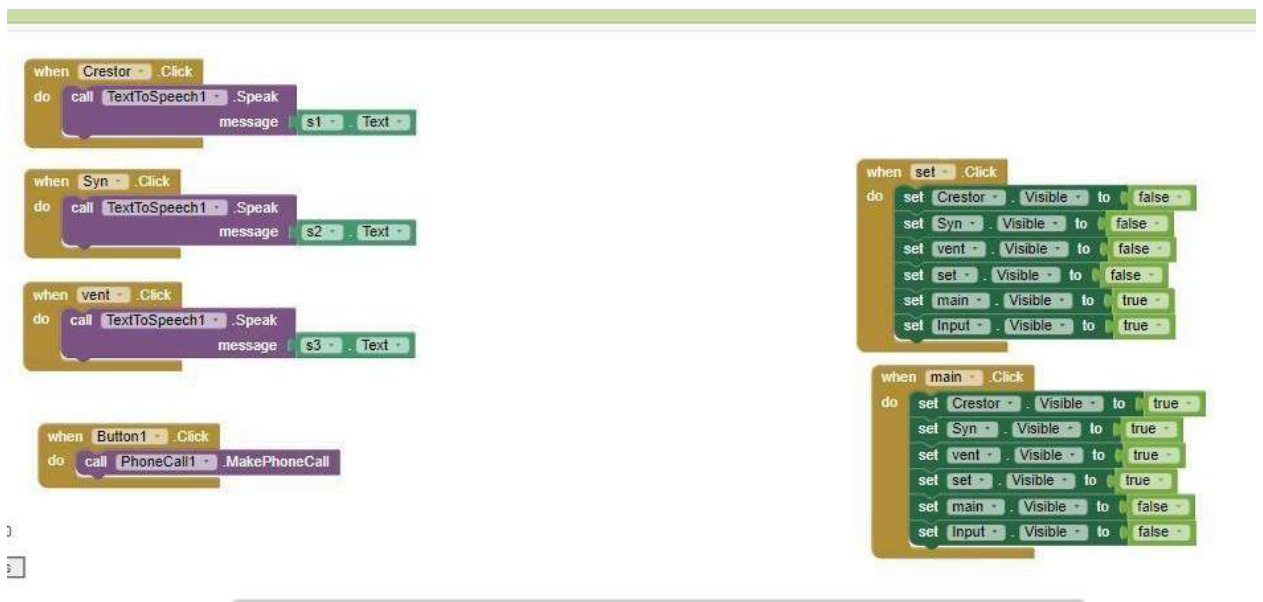 when Crestor .Click
do call TextToSpeech1 .Speak
message s1 . Text
when Syn .Click
do call TextToSpeech1 .Speak
message s2 . Text
when vent .Click
do call TextToSpeech1 .Speak
message s3 . Text
when Button1 .Click
do call PhoneCall1 .MakePhoneCall
when set .Click
do set Crestor . Visible to false
set Syn . Visible to false
set vent . Visible to false
set set . Visible to false
set main . Visible to true
set Input . Visible to true
when main .Click
do set Crestor . Visible to true
set Syn . Visible to true
set vent . Visible to true
set set . Visible to true
set main . Visible to false
set Input . Visible to false